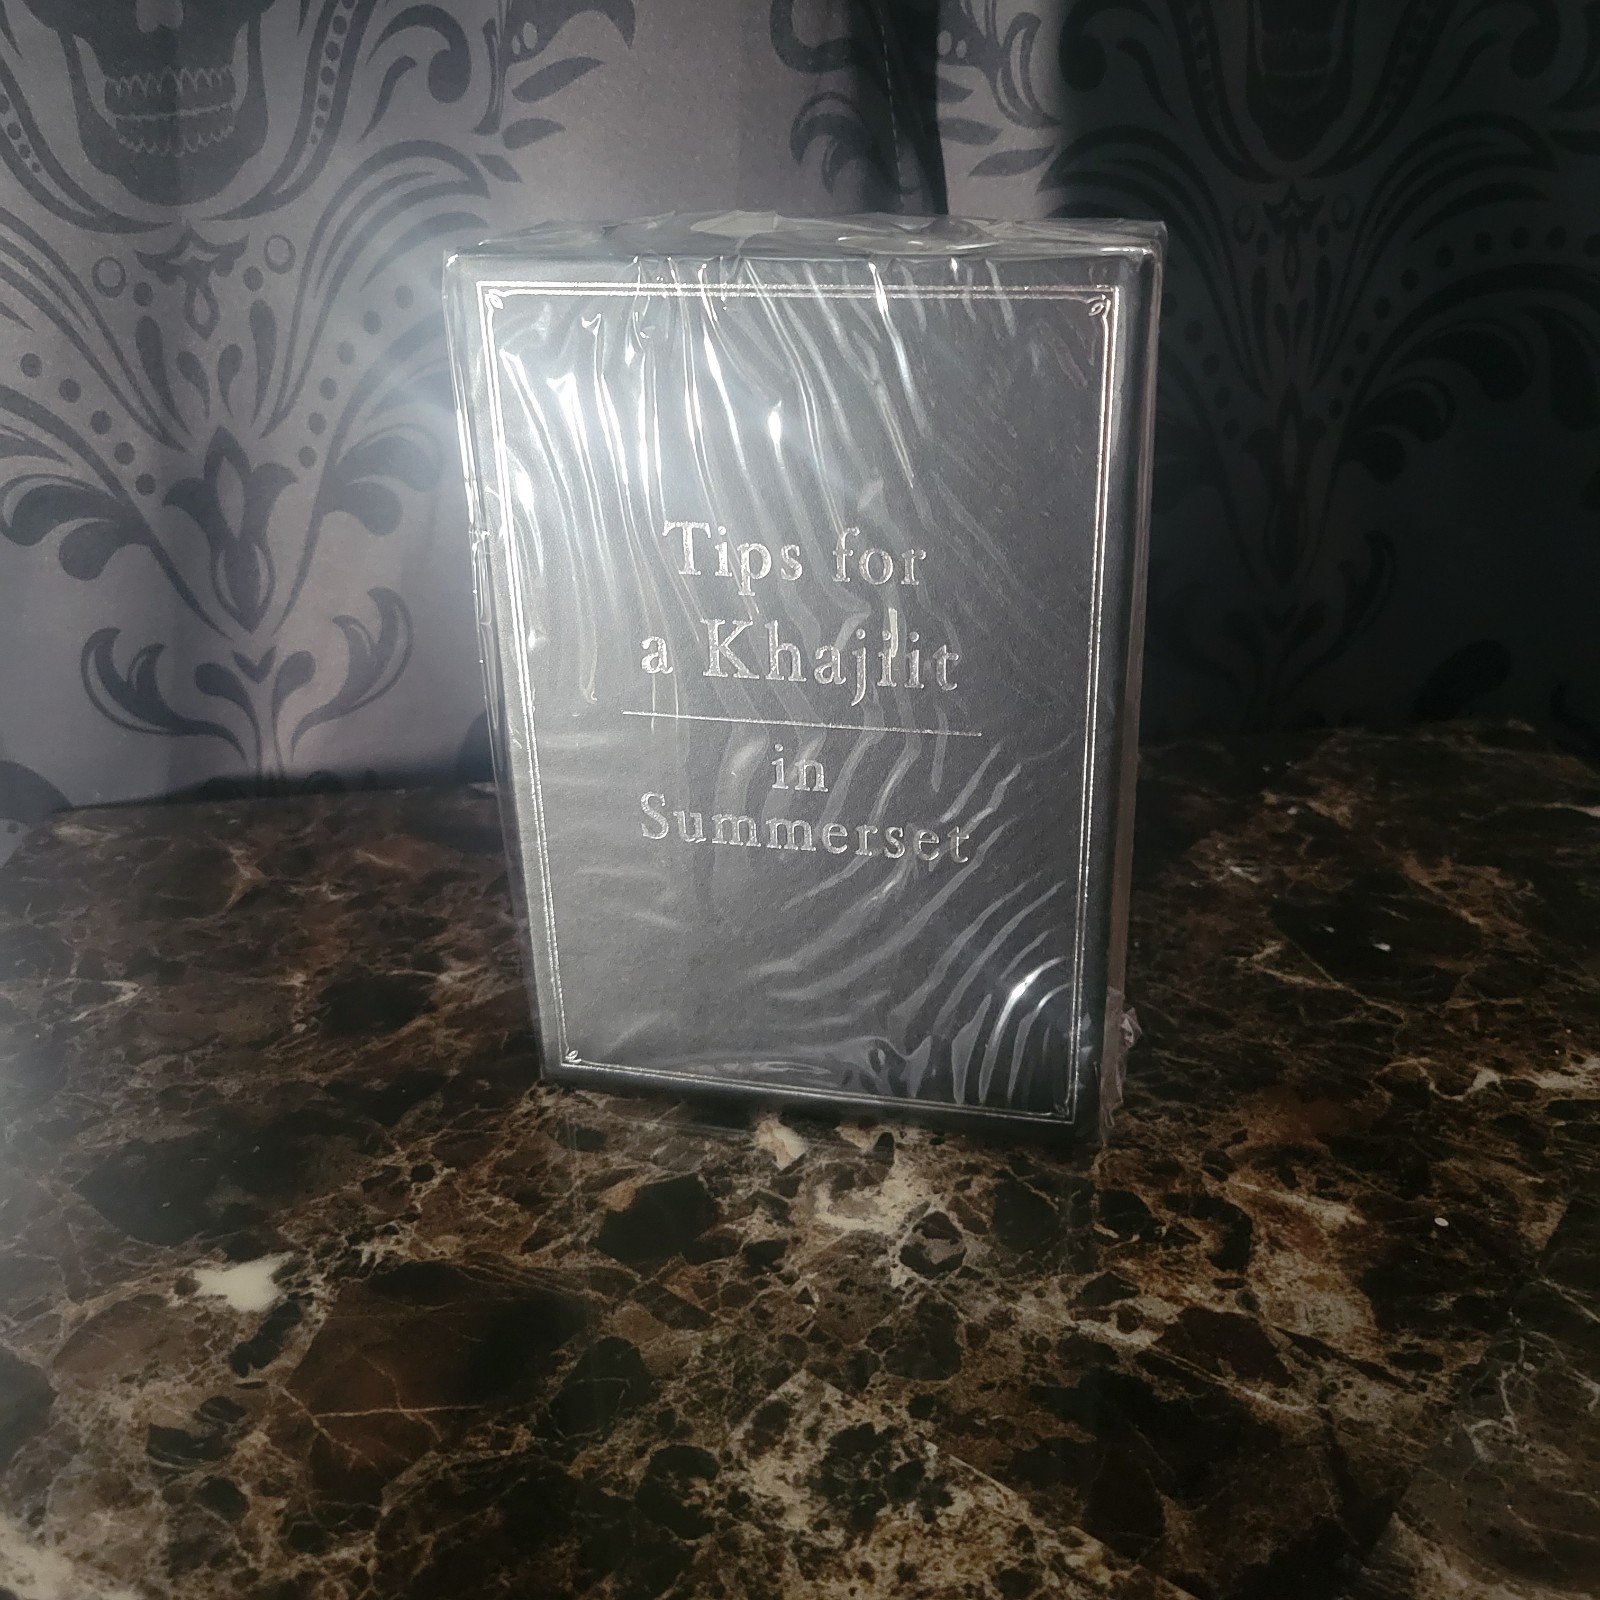 Tips for
a Khajiit
in
Summerset